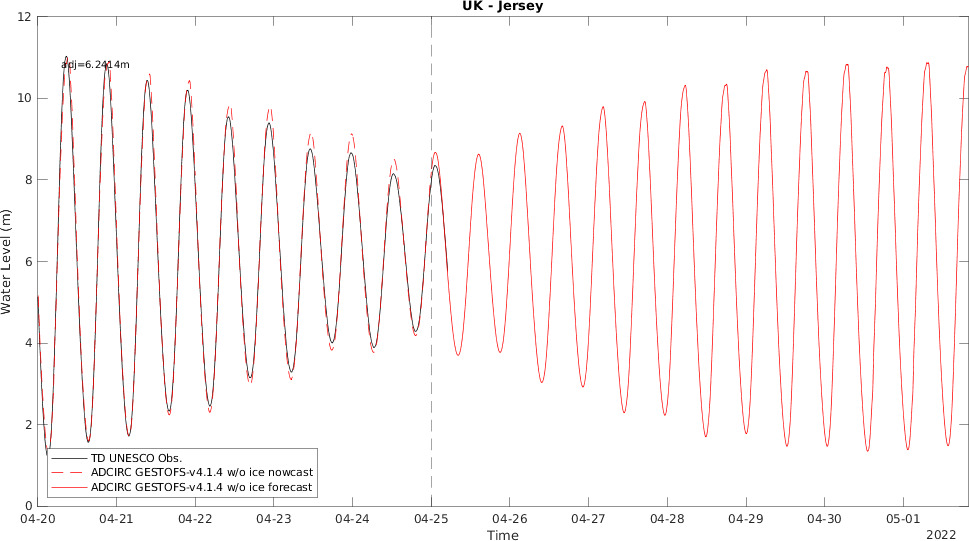 UK - Jersey
12
adj=6.2414m
10
8
6
4
2
0
Water Level (m)
TD UNESCO Obs.
ADCIRC GESTOFS-v4.1.4 w/o ice nowcast
ADCIRC GESTOFS-v4.1.4 w/o ice forecast
04-20 04-21 04-22 04-23 04-24 04-25 04-26 04-27 04-28 04-29 04-30 05-01
Time
2022